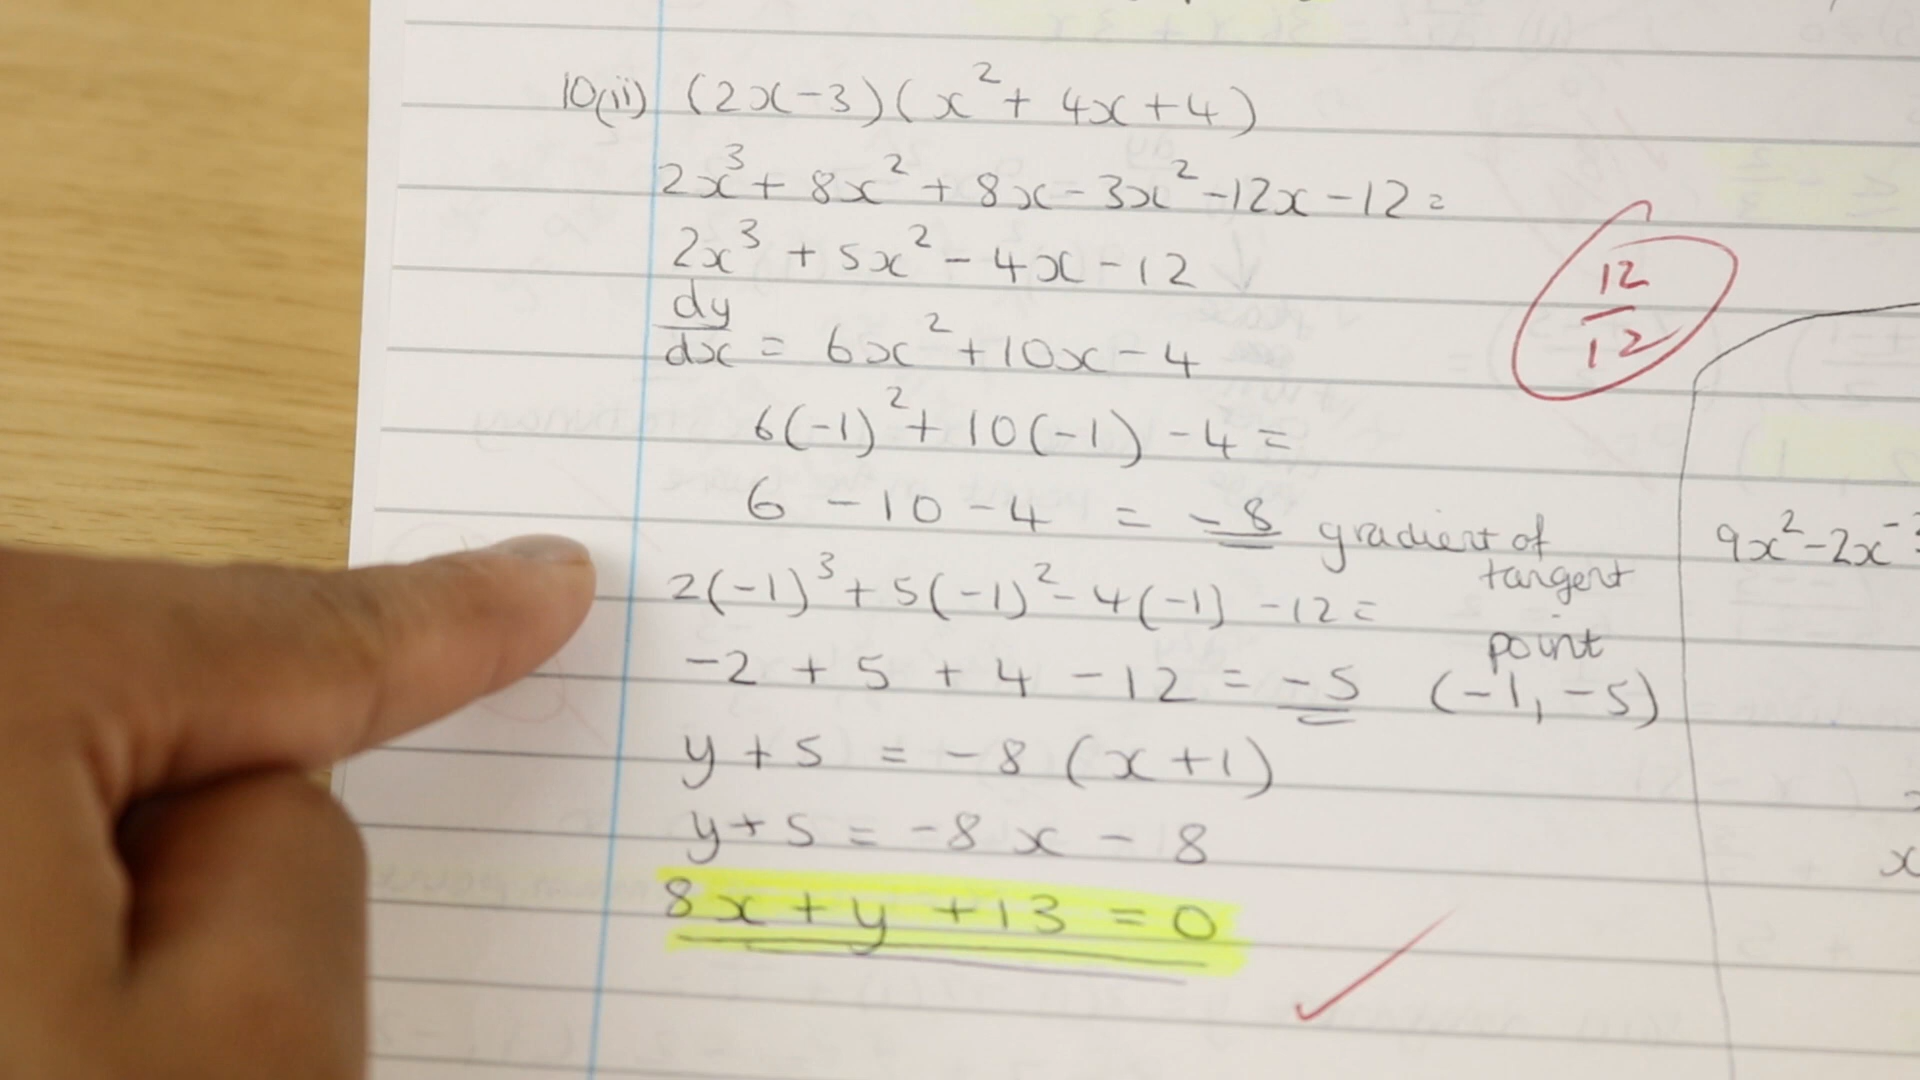 10(ii) (2x-3)(x² + 4x + 4)
2x³ + 8x² + 8x - 3x² - 12x - 12 =
2x³ + 5x² - 4x - 12
12/12
dy/dx = 6x² + 10x - 4
6(-1)² + 10(-1) - 4 =
6 - 10 - 4 = -8 gradient of
tangent
9x² - 2x⁻³
2(-1)³ + 5(-1)² - 4(-1) - 12 =
point
-2 + 5 + 4 - 12 = -5 (-1, -5)
y + 5 = -8 (x + 1)
y + 5 = -8x - 8
x
8x + y + 13 = 0